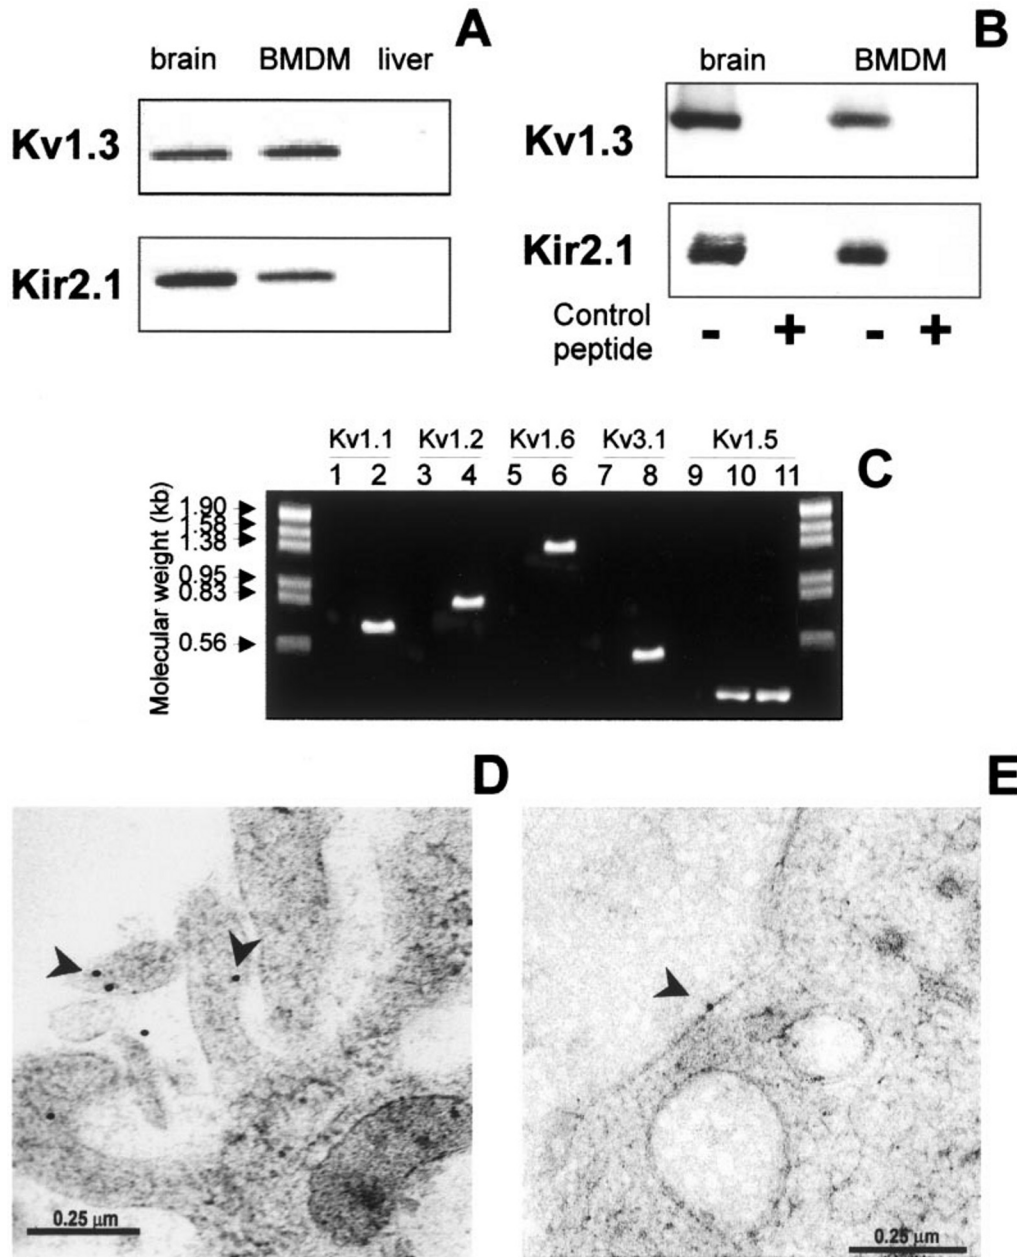 A
brain BMDM liver
Kv1.3
Kir2.1
B
brain BMDM
Kv1.3
Kir2.1
Control
peptide
- + - +
Kv1.1 Kv1.2 Kv1.6 Kv3.1 Kv1.5
1 2 3 4 5 6 7 8 9 10 11
C
Molecular weight (kb)
1.90
1.58
1.38
0.95
0.83
0.56
D
E
0.25 µm
0.25 µm